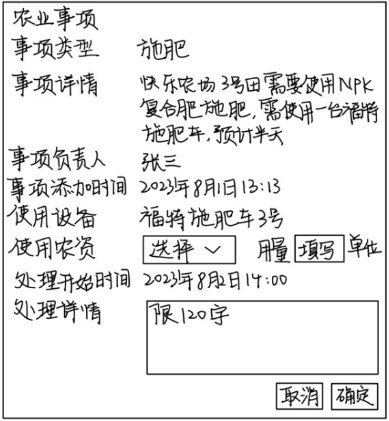 农业事项
事项类型 施肥
事项详情 快乐农场3号田需要使用NPK
复合肥施肥,需使用一台福特
施肥车,预计半天
事项负责人 张三
事项添加时间 2023年8月1日13:13
使用设备 福特施肥车3号
使用农资 选择 用量 填写 单位
处理开始时间 2023年8月2日14:00
处理详情 限120字
取消 确定